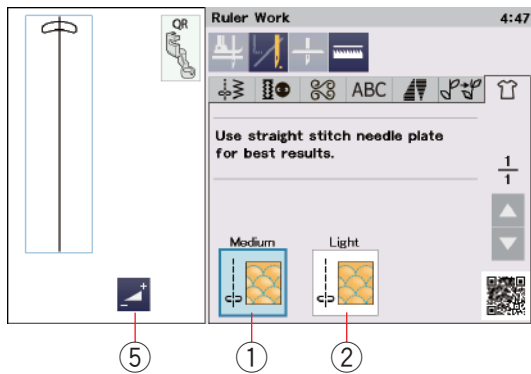 QR
Ruler Work 4:47
ABC
Use straight stitch needle plate
for best results.
1
1
Medium Light
⑤ ① ②